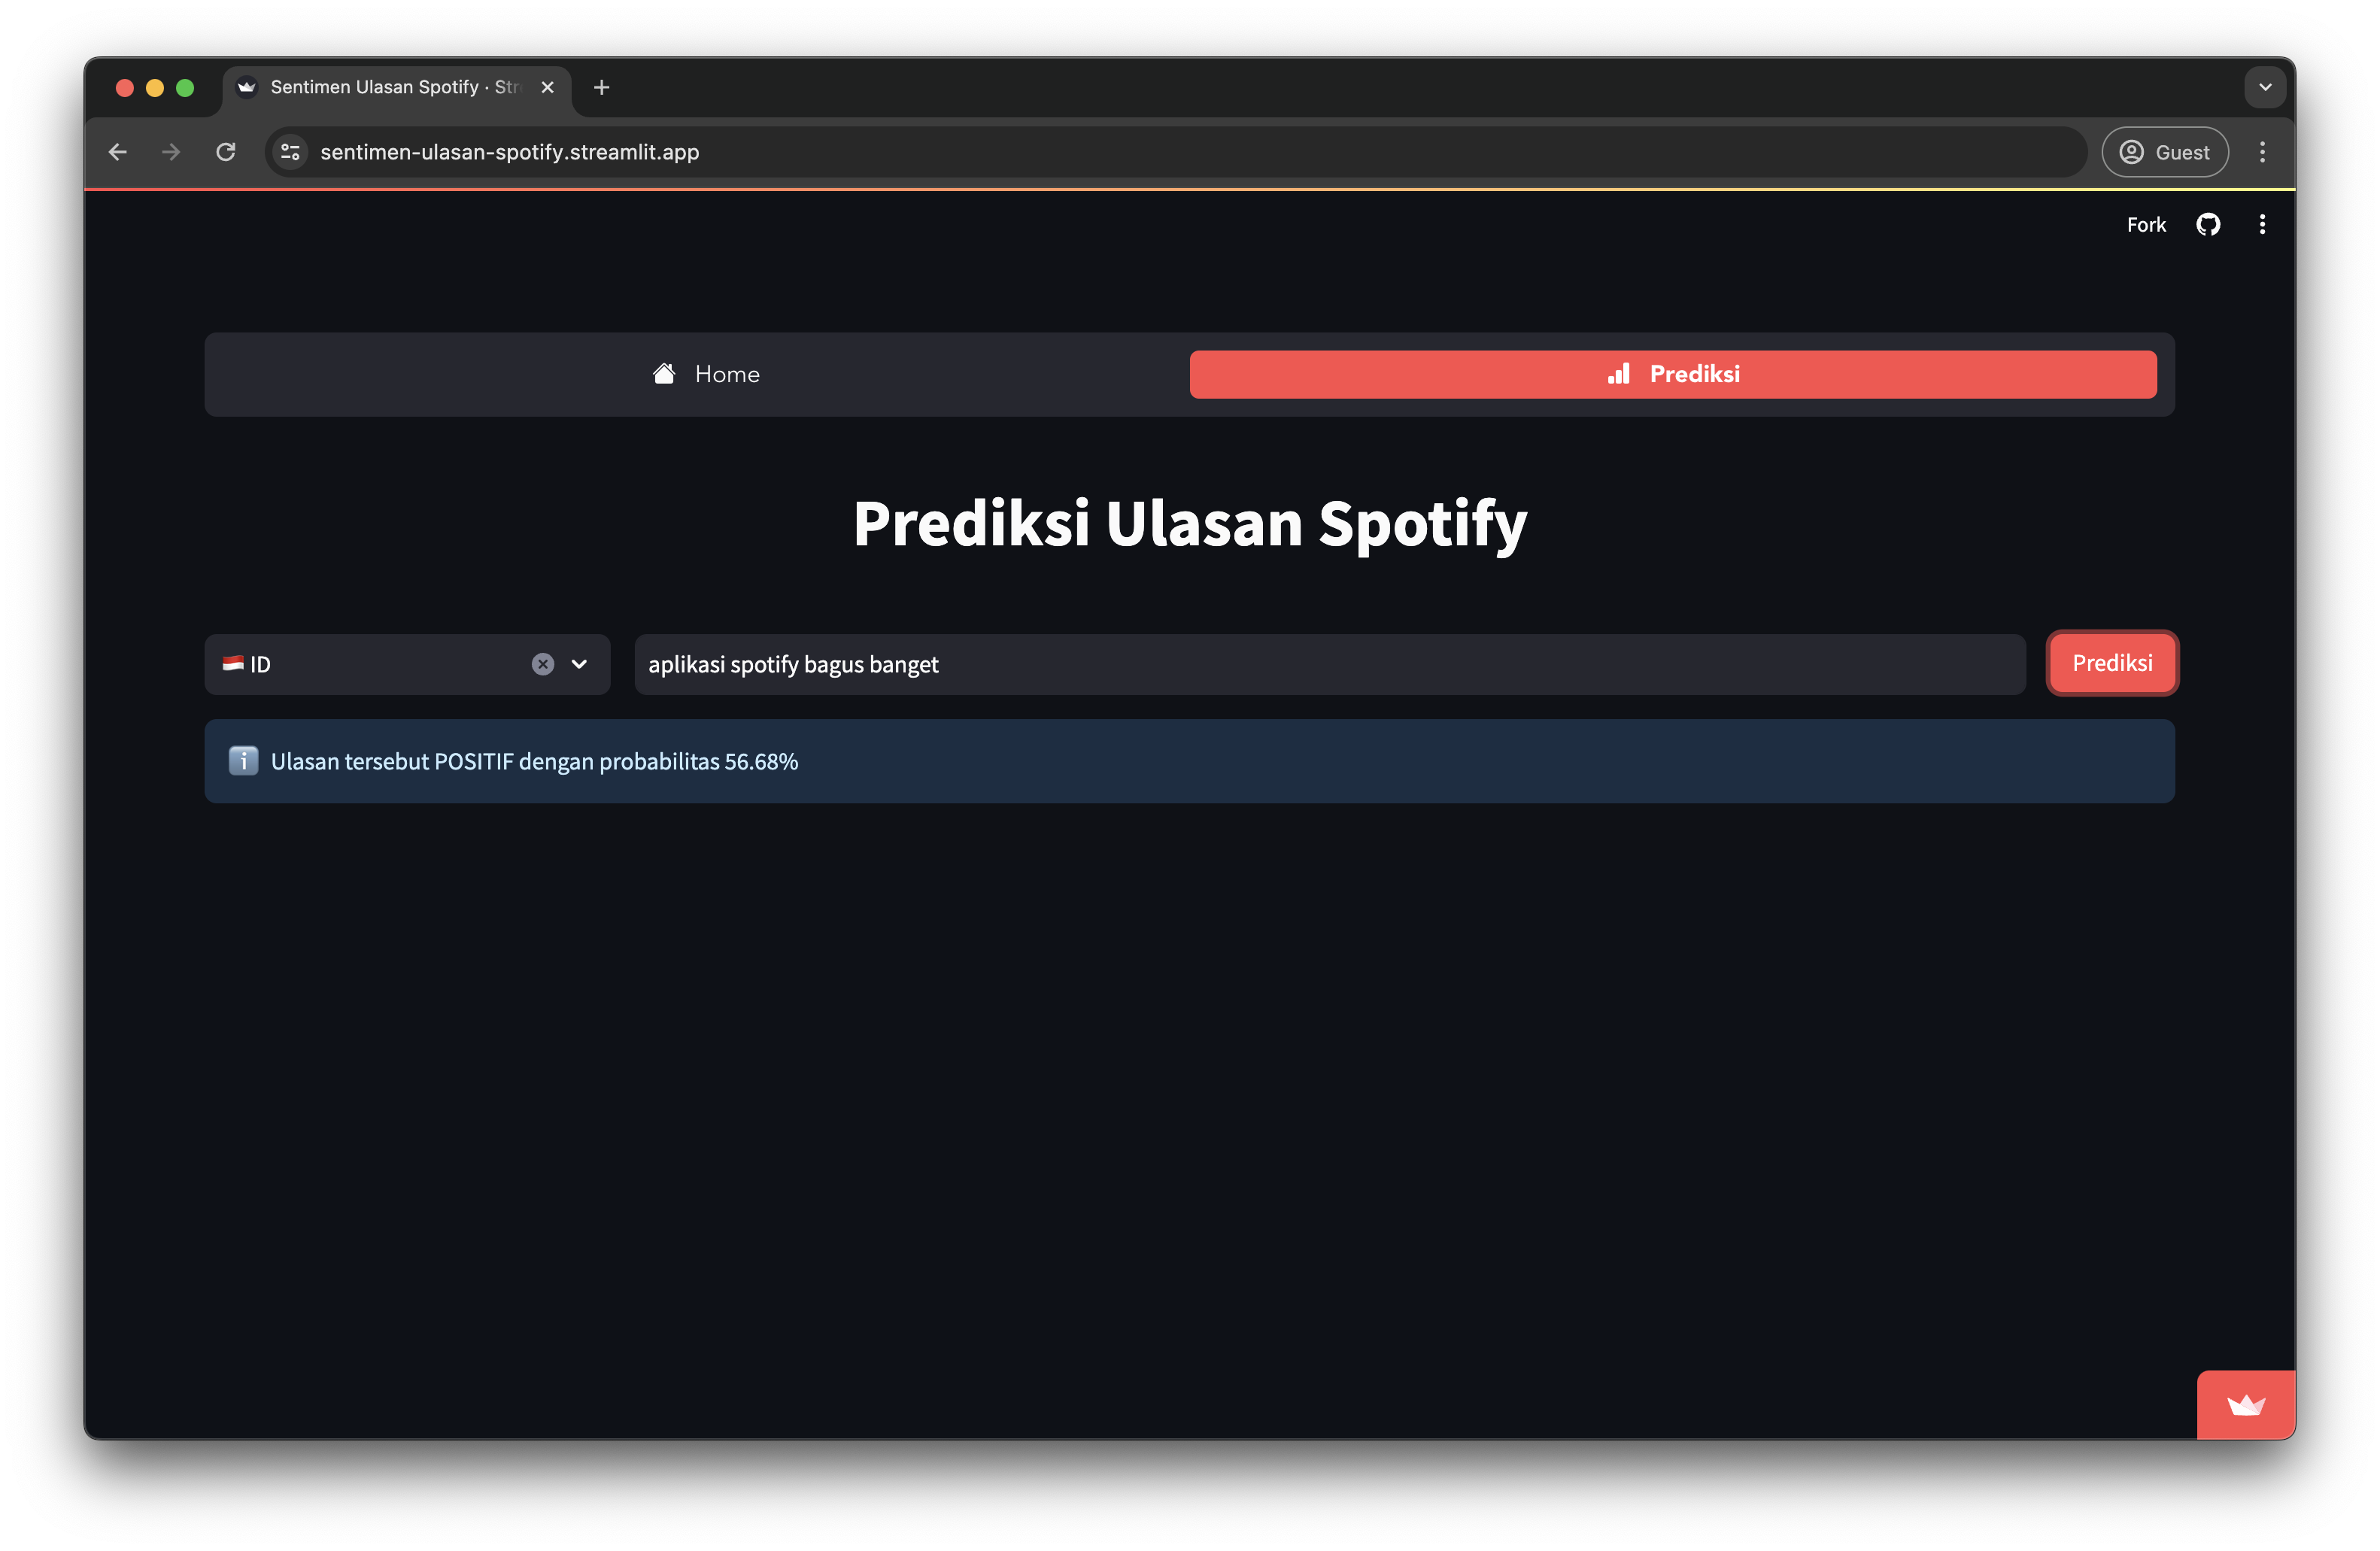 Sentimen Ulasan Spotify · Str
sentimen-ulasan-spotify.streamlit.app
Guest
Fork
Home
Prediksi
Prediksi Ulasan Spotify
ID
aplikasi spotify bagus banget
Prediksi
Ulasan tersebut POSITIF dengan probabilitas 56.68%